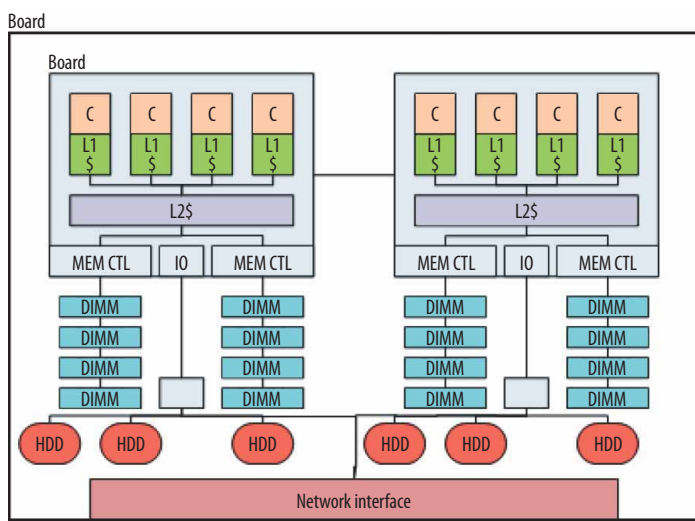 Board
Board
C C C C C C C C
L1 L1 L1 L1 L1 L1 L1 L1
$ $ $ $ $ $ $ $
L2$ L2$
MEM CTL IO MEM CTL MEM CTL IO MEM CTL
DIMM DIMM DIMM DIMM
DIMM DIMM DIMM DIMM
DIMM DIMM DIMM DIMM
DIMM DIMM DIMM DIMM
HDD HDD HDD HDD HDD HDD
Network interface